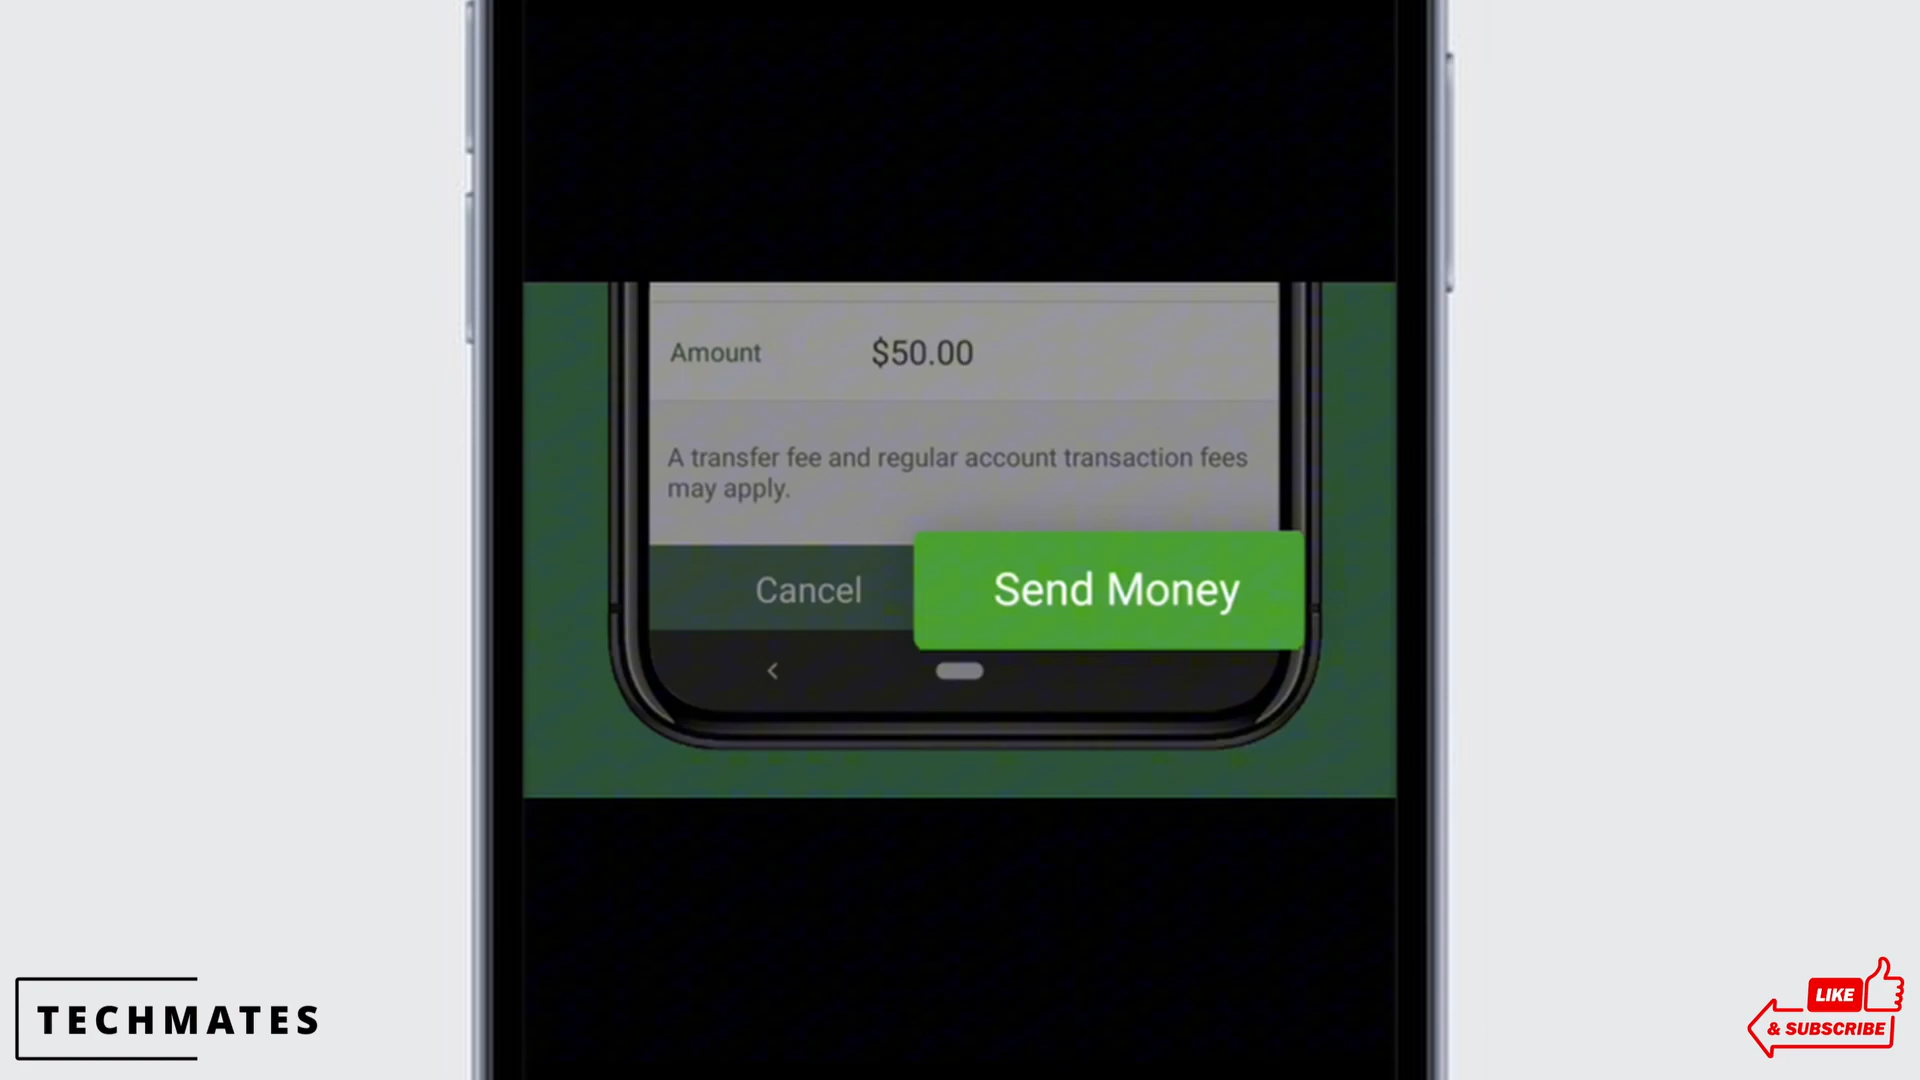 Amount $50.00
A transfer fee and regular account transaction fees
may apply.
Cancel Send Money
TECHMATES
LIKE
& SUBSCRIBE